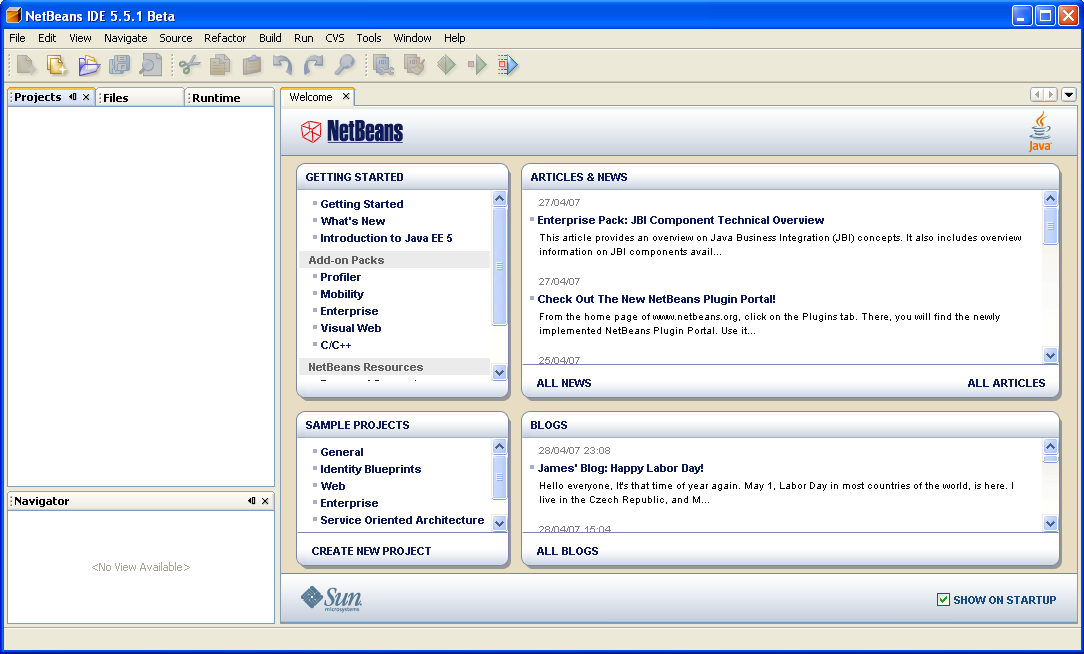 NetBeans IDE 5.5.1 Beta
File Edit View Navigate Source Refactor Build Run CVS Tools Window Help
Projects Files Runtime
Welcome
NetBeans
Java
GETTING STARTED
Getting Started
What's New
Introduction to Java EE 5
Add-on Packs
Profiler
Mobility
Enterprise
Visual Web
C/C++
NetBeans Resources
ARTICLES & NEWS
27/04/07
Enterprise Pack: JBI Component Technical Overview
This article provides an overview on Java Business Integration (JBI) concepts. It also includes overview
information on JBI components avail...
27/04/07
Check Out The New NetBeans Plugin Portal!
From the home page of www.netbeans.org, click on the Plugins tab. There, you will find the newly
implemented NetBeans Plugin Portal. Use it...
25/04/07
ALL NEWS ALL ARTICLES
SAMPLE PROJECTS
General
Identity Blueprints
Web
Enterprise
Service Oriented Architecture
CREATE NEW PROJECT
BLOGS
28/04/07 23:08
James' Blog: Happy Labor Day!
Hello everyone, It's that time of year again. May 1, Labor Day in most countries of the world, is here. I
live in the Czech Republic, and M...
28/04/07 15:04
ALL BLOGS
Navigator
<No View Available>
Sun
microsystems
SHOW ON STARTUP